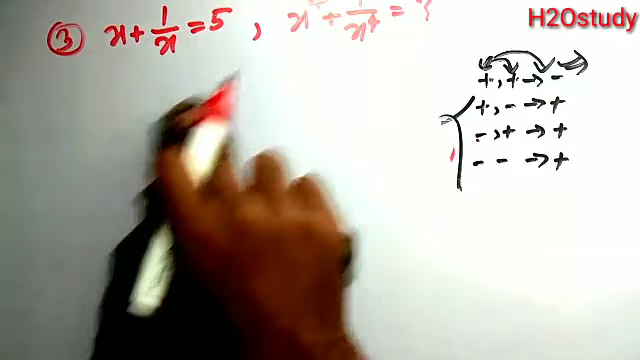 H2Ostudy
③ x + 1/x = 5 ,
+ , + → -
+ , - → +
- , + → +
- - → +